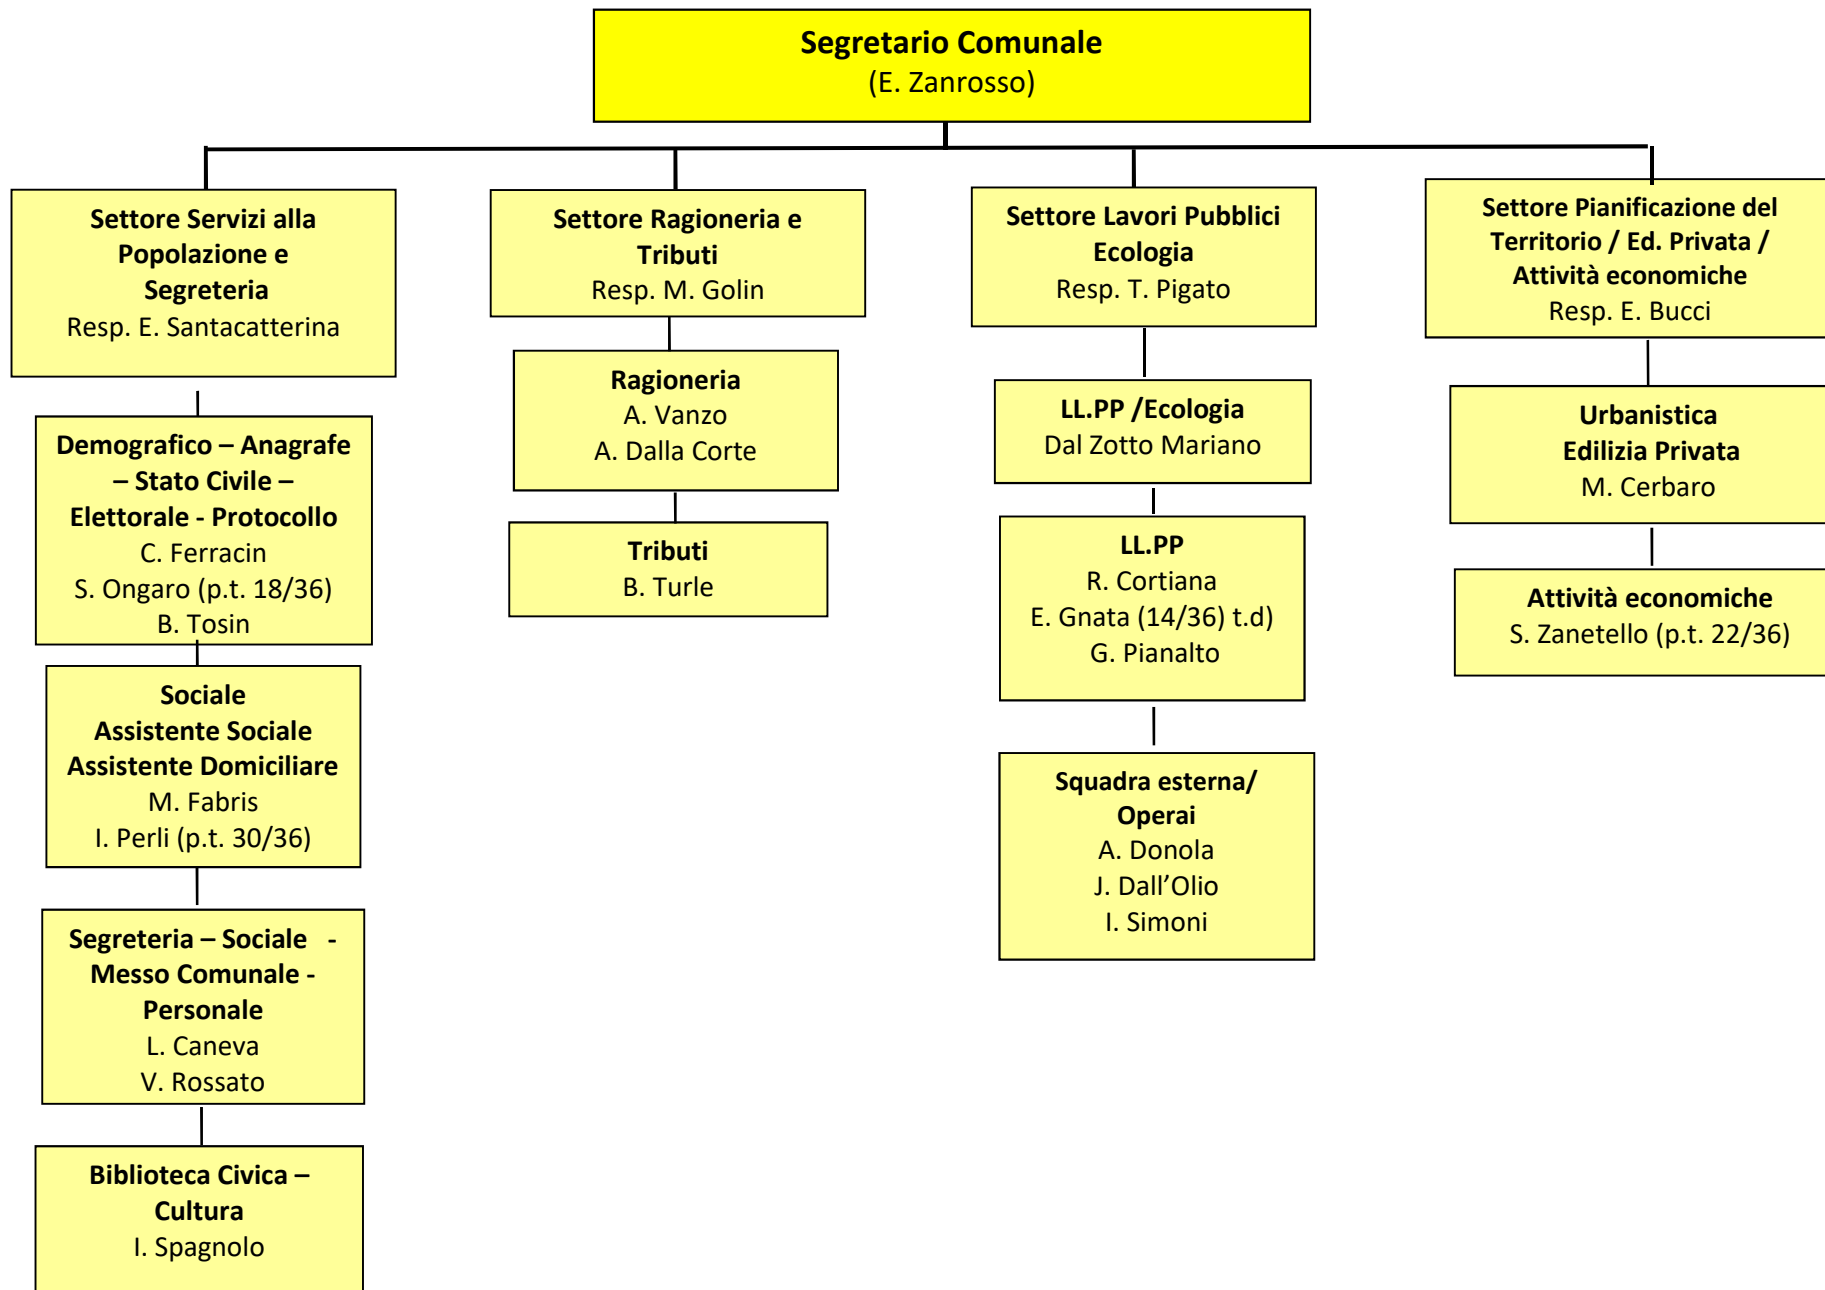 Segretario Comunale
(E. Zanrosso)
Settore Servizi alla
Popolazione e
Segreteria
Resp. E. Santacatterina
Demografico – Anagrafe
– Stato Civile –
Elettorale - Protocollo
C. Ferracin
S. Ongaro (p.t. 18/36)
B. Tosin
Sociale
Assistente Sociale
Assistente Domiciliare
M. Fabris
I. Perli (p.t. 30/36)
Segreteria – Sociale -
Messo Comunale -
Personale
L. Caneva
V. Rossato
Biblioteca Civica –
Cultura
I. Spagnolo
Settore Ragioneria e
Tributi
Resp. M. Golin
Ragioneria
A. Vanzo
A. Dalla Corte
Tributi
B. Turle
Settore Lavori Pubblici
Ecologia
Resp. T. Pigato
LL.PP /Ecologia
Dal Zotto Mariano
LL.PP
R. Cortiana
E. Gnata (14/36) t.d)
G. Pianalto
Squadra esterna/
Operai
A. Donola
J. Dall’Olio
I. Simoni
Settore Pianificazione del
Territorio / Ed. Privata /
Attività economiche
Resp. E. Bucci
Urbanistica
Edilizia Privata
M. Cerbaro
Attività economiche
S. Zanetello (p.t. 22/36)